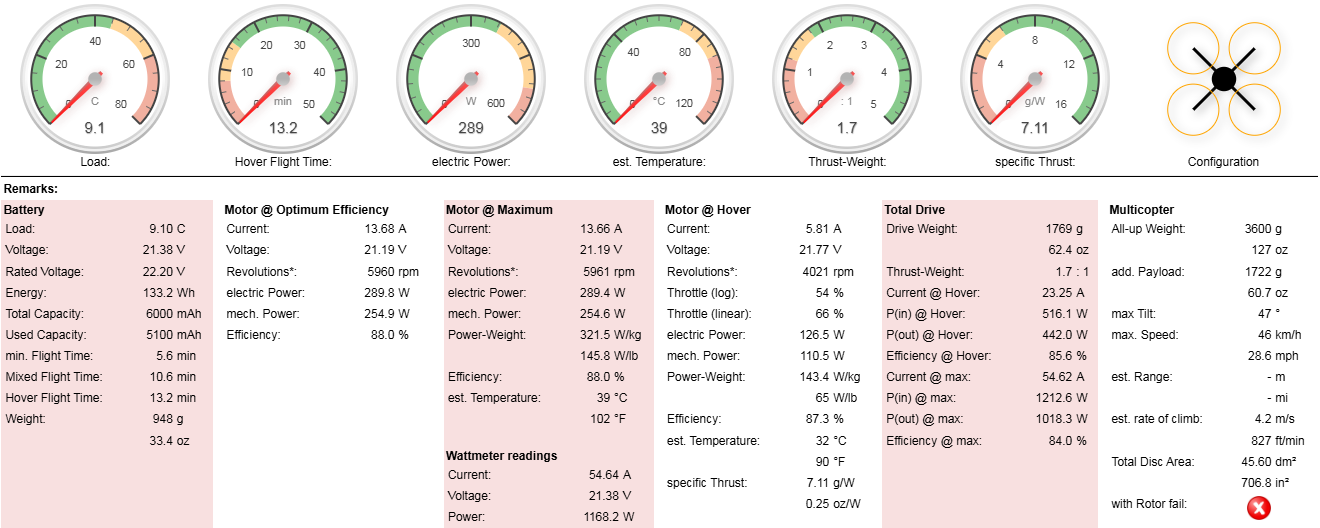 40
20
60
0
C
80
9.1
Load:
20
30
10
40
0
min
50
13.2
Hover Flight Time:
300
0
W
600
289
electric Power:
40
80
0
°C
120
39
est. Temperature:
2
3
1
4
0
: 1
5
1.7
Thrust-Weight:
8
4
12
0
g/W
16
7.11
specific Thrust:
Configuration
Remarks:
Battery
Load: 9.10 C
Voltage: 21.38 V
Rated Voltage: 22.20 V
Energy: 133.2 Wh
Total Capacity: 6000 mAh
Used Capacity: 5100 mAh
min. Flight Time: 5.6 min
Mixed Flight Time: 10.6 min
Hover Flight Time: 13.2 min
Weight: 948 g
33.4 oz
Motor @ Optimum Efficiency
Current: 13.68 A
Voltage: 21.19 V
Revolutions*: 5960 rpm
electric Power: 289.8 W
mech. Power: 254.9 W
Efficiency: 88.0 %
Motor @ Maximum
Current: 13.66 A
Voltage: 21.19 V
Revolutions*: 5961 rpm
electric Power: 289.4 W
mech. Power: 254.6 W
Power-Weight: 321.5 W/kg
145.8 W/lb
Efficiency: 88.0 %
est. Temperature: 39 °C
102 °F
Wattmeter readings
Current: 54.64 A
Voltage: 21.38 V
Power: 1168.2 W
Motor @ Hover
Current: 5.81 A
Voltage: 21.77 V
Revolutions*: 4021 rpm
Throttle (log): 54 %
Throttle (linear): 66 %
electric Power: 126.5 W
mech. Power: 110.5 W
Power-Weight: 143.4 W/kg
65 W/lb
Efficiency: 87.3 %
est. Temperature: 32 °C
90 °F
specific Thrust: 7.11 g/W
0.25 oz/W
Total Drive
Drive Weight: 1769 g
62.4 oz
Thrust-Weight: 1.7 : 1
Current @ Hover: 23.25 A
P(in) @ Hover: 516.1 W
P(out) @ Hover: 442.0 W
Efficiency @ Hover: 85.6 %
Current @ max: 54.62 A
P(in) @ max: 1212.6 W
P(out) @ max: 1018.3 W
Efficiency @ max: 84.0 %
Multicopter
All-up Weight: 3600 g
127 oz
add. Payload: 1722 g
60.7 oz
max Tilt: 47 °
max. Speed: 46 km/h
28.6 mph
est. Range: - m
- mi
est. rate of climb: 4.2 m/s
827 ft/min
Total Disc Area: 45.60 dm²
706.8 in²
with Rotor fail: